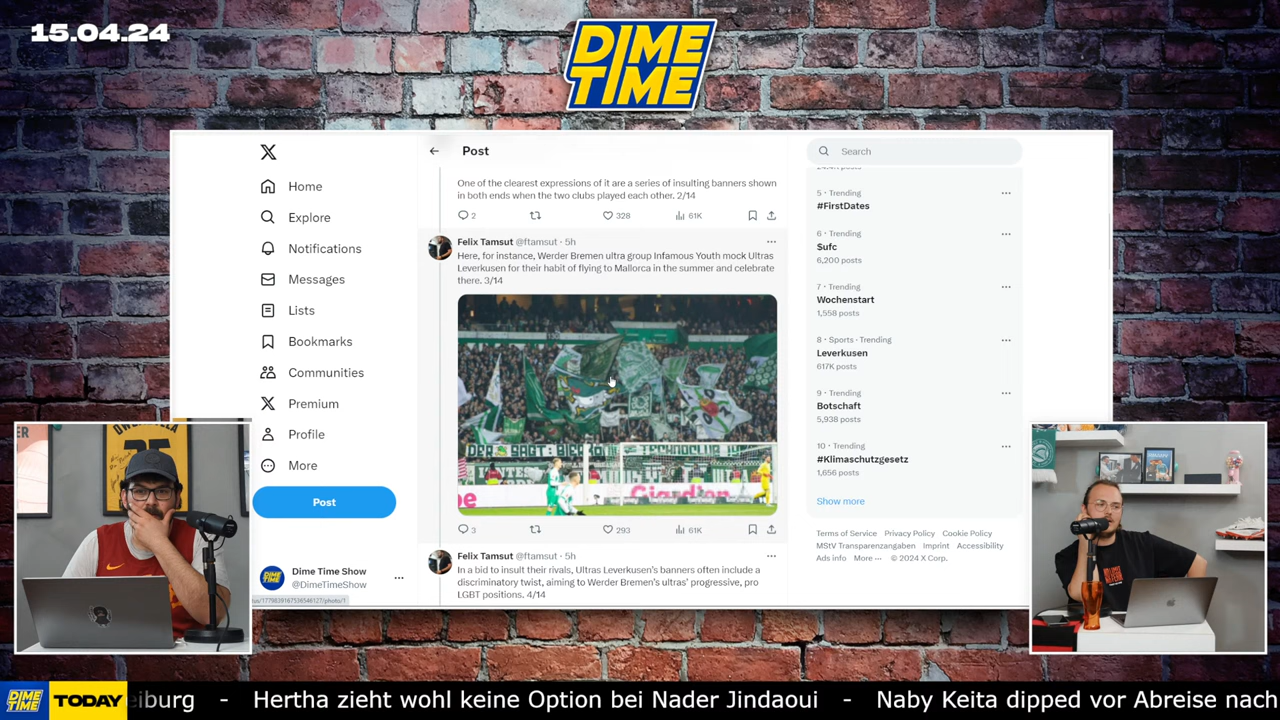 15.04.24
DIME
TIME
X
Home
Explore
Notifications
Messages
Lists
Bookmarks
Communities
Premium
Profile
More
Post
Dime Time Show
@DimeTimeShow
Post
One of the clearest expressions of it are a series of insulting banners shown
in both ends when the two clubs played each other. 2/14
2
328
61K
Felix Tamsut @ftamsut · 5h
Here, for instance, Werder Bremen ultra group Infamous Youth mock Ultras
Leverkusen for their habit of flying to Mallorca in the summer and celebrate
there. 3/14
DER SAGT: BIERKÖNIG
3
293
61K
Felix Tamsut @ftamsut · 5h
In a bid to insult their rivals, Ultras Leverkusen's banners often include a
discriminatory twist, aiming to Werder Bremen's ultras' progressive, pro
LGBT positions. 4/14
Search
5 · Trending
#FirstDates
6 · Trending
$ufc
6,200 posts
7 · Trending
Wochenstart
1,558 posts
8 · Sports · Trending
Leverkusen
617K posts
9 · Trending
Botschaft
5,938 posts
10 · Trending
#Klimaschutzgesetz
1,656 posts
Show more
Terms of Service Privacy Policy Cookie Policy
MStV Transparenzangaben Imprint Accessibility
Ads info More ··· © 2024 X Corp.
DIME
TIME
TODAY
eiburg - Hertha zieht wohl keine Option bei Nader Jindaoui - Naby Keita dipped vor Abreise nach